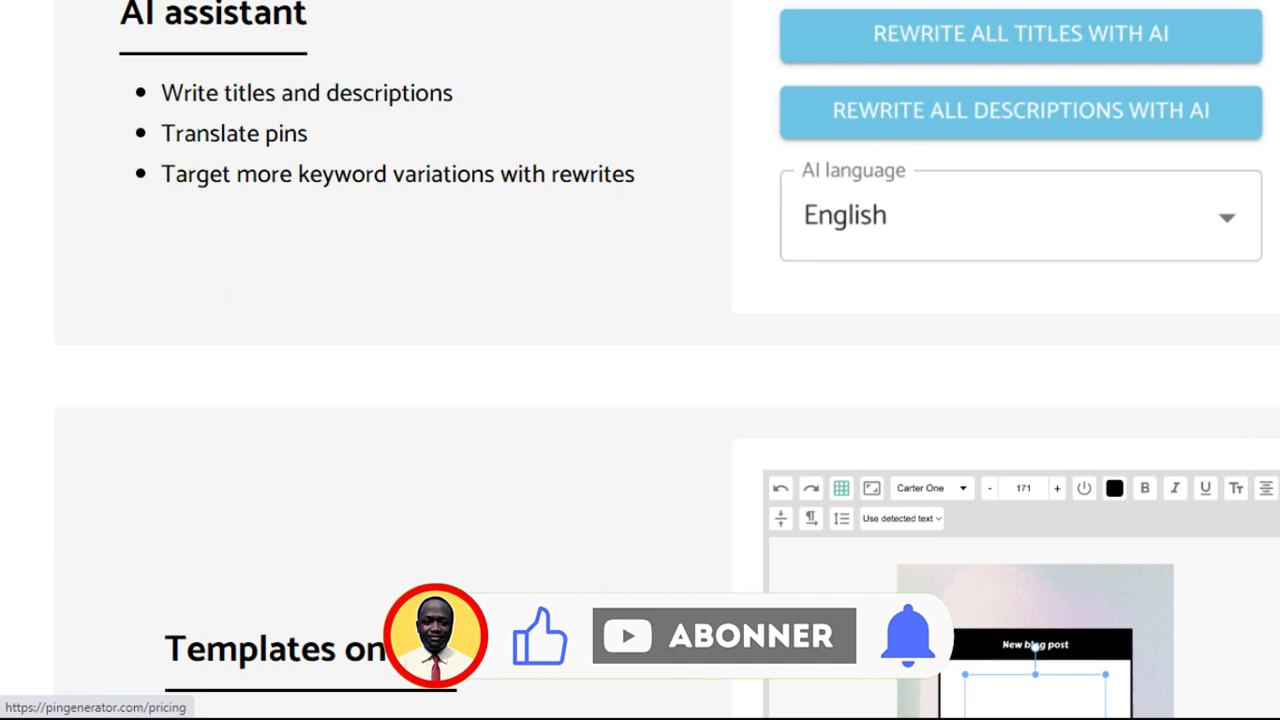 AI assistant
Write titles and descriptions
Translate pins
Target more keyword variations with rewrites
REWRITE ALL TITLES WITH AI
REWRITE ALL DESCRIPTIONS WITH AI
AI language
English
Carter One
- 171 +
B I U TT
Use detected text
New blog post
Templates on
ABONNER
https://pingenerator.com/pricing